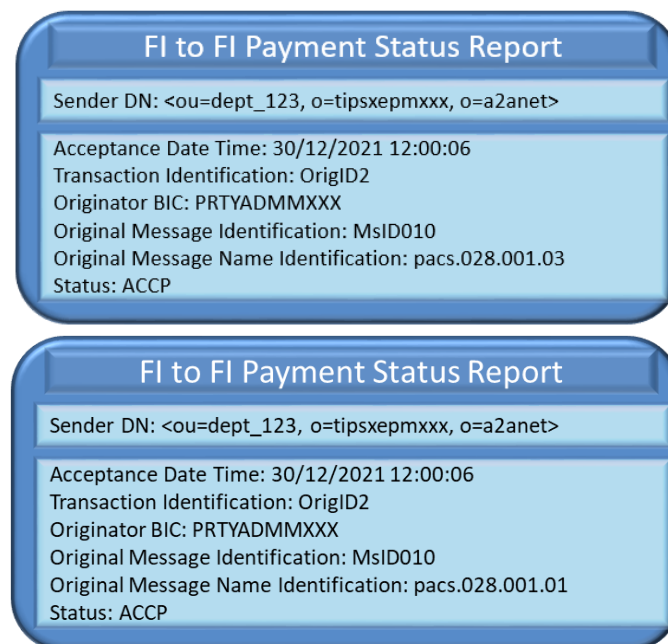 FI to FI Payment Status Report
Sender DN: <ou=dept_123, o=tipsxepmxxx, o=a2anet>
Acceptance Date Time: 30/12/2021 12:00:06
Transaction Identification: OrigID2
Originator BIC: PRTYADMMXXX
Original Message Identification: MsID010
Original Message Name Identification: pacs.028.001.03
Status: ACCP
FI to FI Payment Status Report
Sender DN: <ou=dept_123, o=tipsxepmxxx, o=a2anet>
Acceptance Date Time: 30/12/2021 12:00:06
Transaction Identification: OrigID2
Originator BIC: PRTYADMMXXX
Original Message Identification: MsID010
Original Message Name Identification: pacs.028.001.01
Status: ACCP